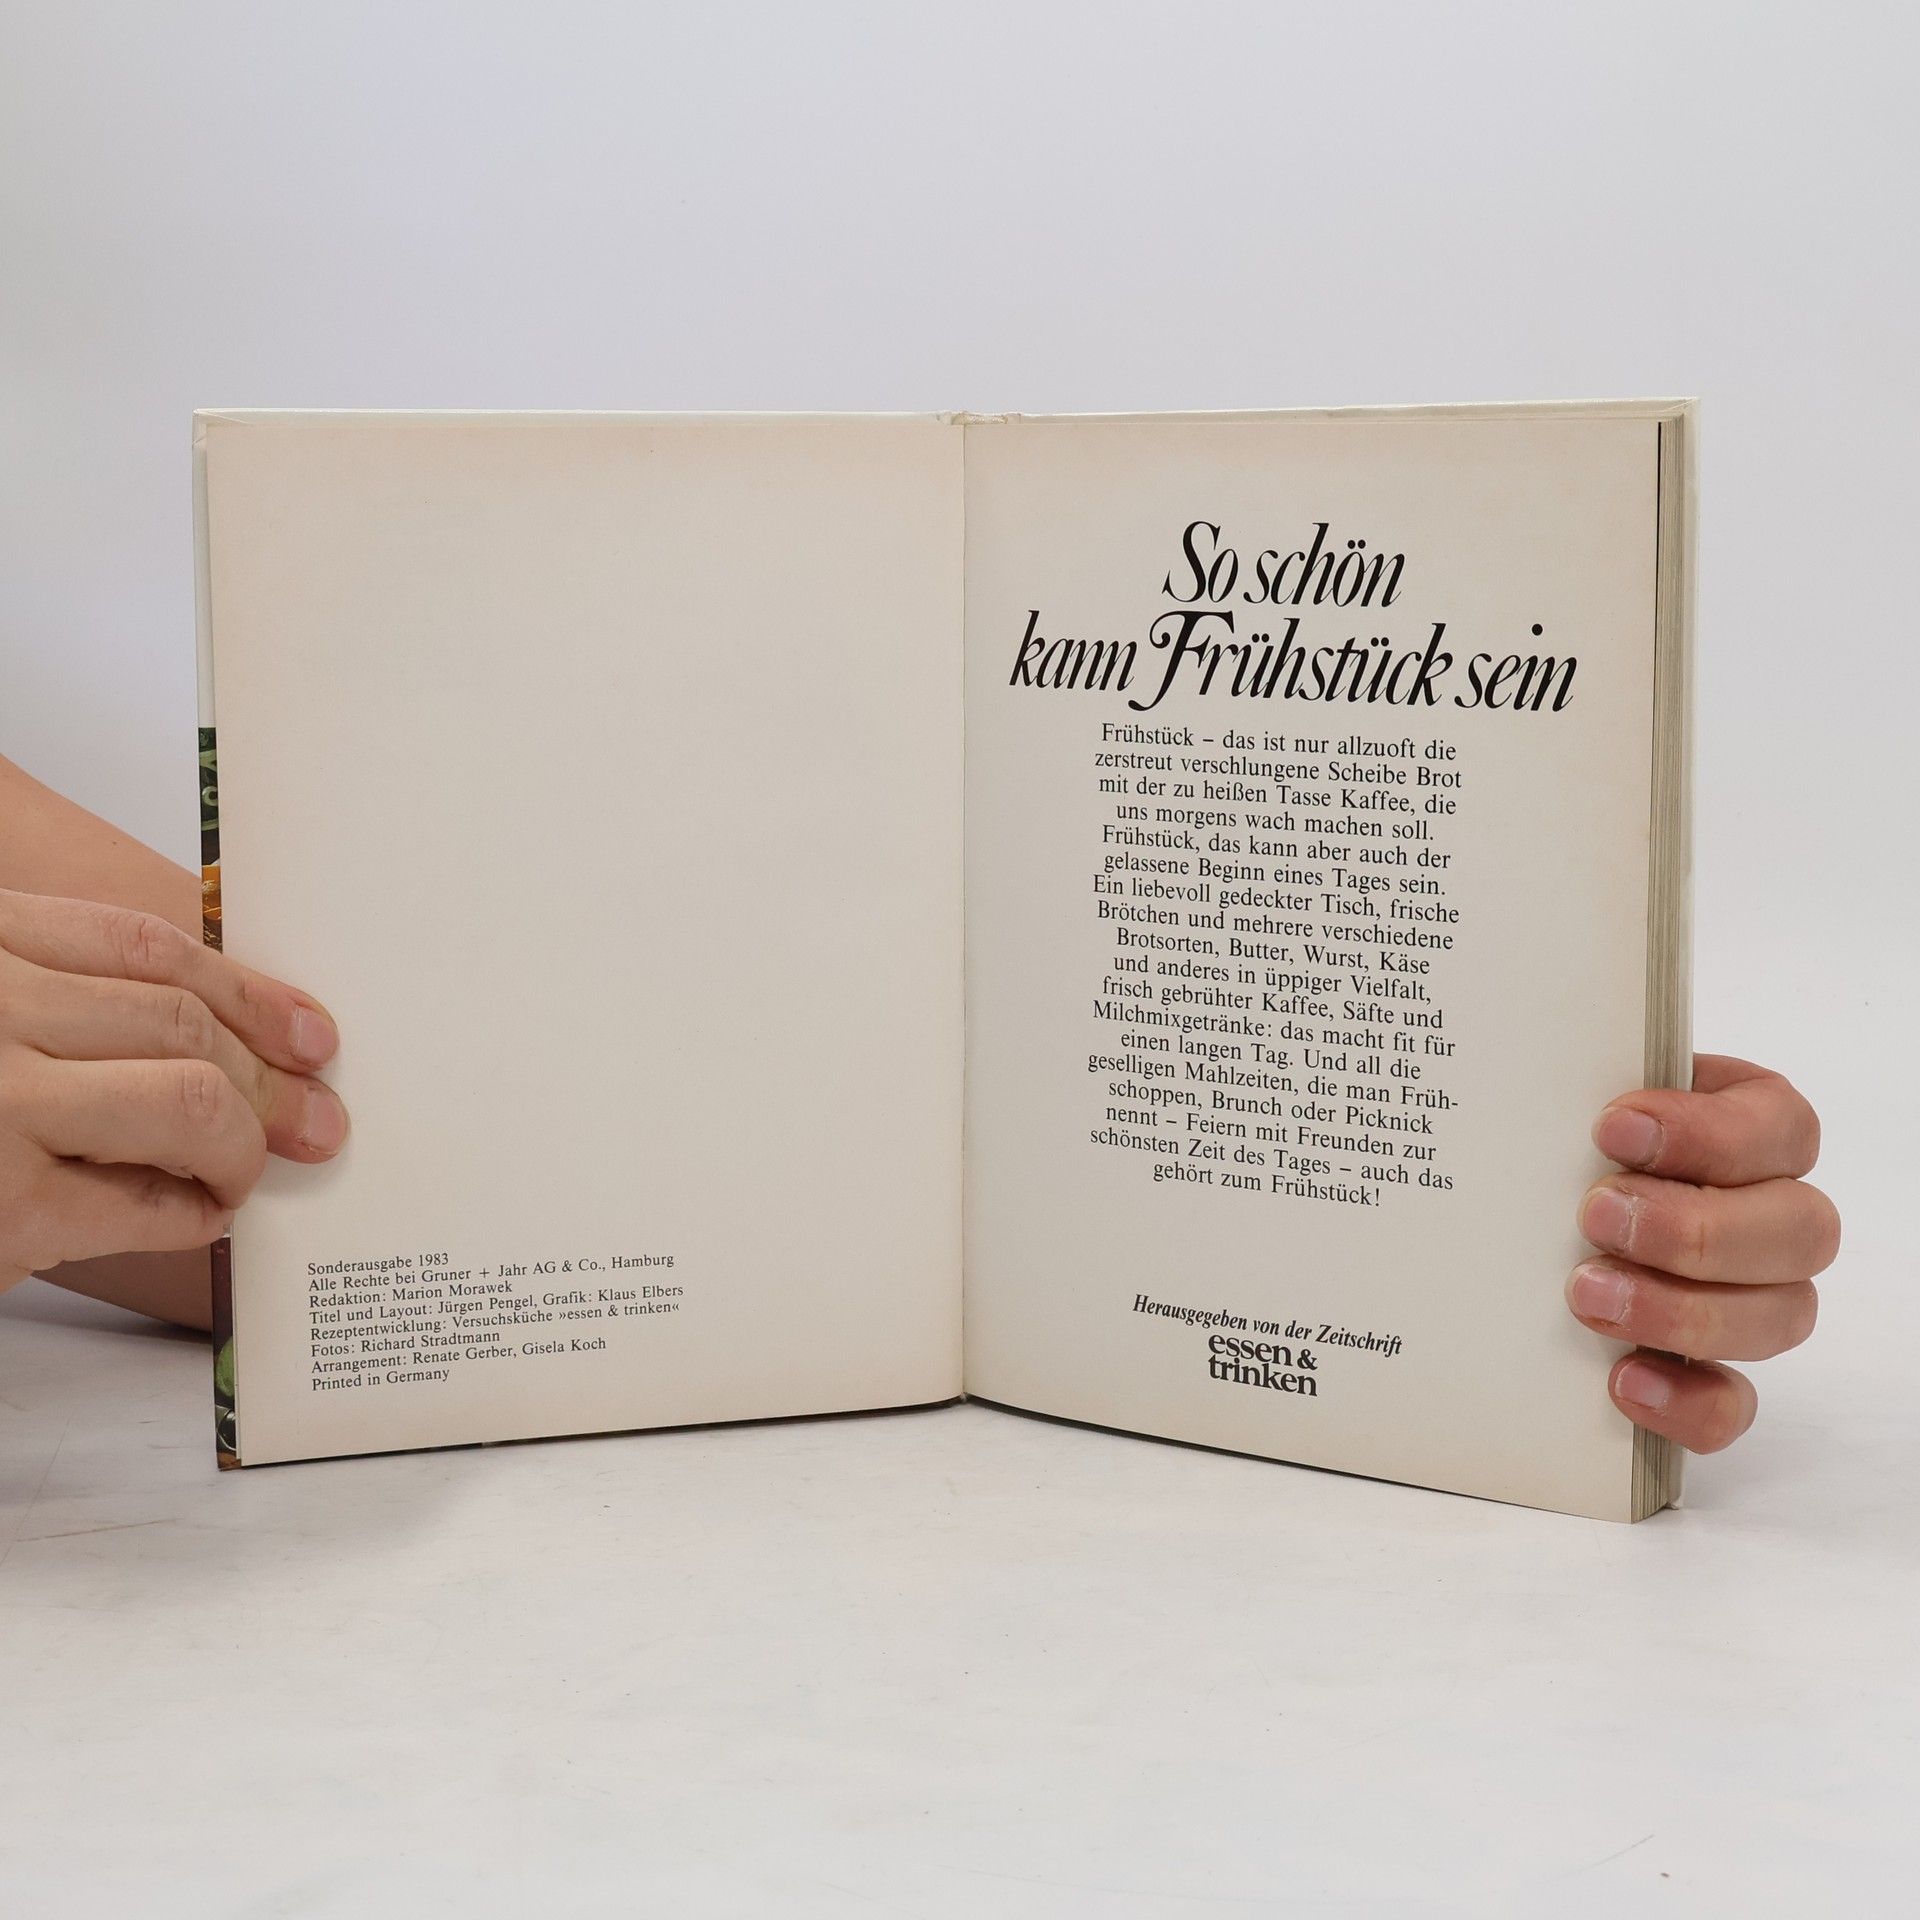 Sonderausgabe 1983
Alle Rechte bei Gruner + Jahr AG & Co., Hamburg
Redaktion: Marion Morawek
Titel und Layout: Jürgen Pengel, Grafik: Klaus Elbers
Rezeptentwicklung: Versuchsküche »essen & trinken«
Fotos: Richard Stradtmann
Arrangement: Renate Gerber, Gisela Koch
Printed in Germany
So schön
kann Frühstück sein
Frühstück – das ist nur allzuoft die
zerstreut verschlungene Scheibe Brot
mit der zu heißen Tasse Kaffee, die
uns morgens wach machen soll.
Frühstück, das kann aber auch der
gelassene Beginn eines Tages sein.
Ein liebevoll gedeckter Tisch, frische
Brötchen und mehrere verschiedene
Brotsorten, Butter, Wurst, Käse
und anderes in üppiger Vielfalt,
frisch gebrühter Kaffee, Säfte und
Milchmixgetränke: das macht fit für
einen langen Tag. Und all die
geselligen Mahlzeiten, die man Früh-
schoppen, Brunch oder Picknick
nennt – Feiern mit Freunden zur
schönsten Zeit des Tages – auch das
gehört zum Frühstück!
Herausgegeben von der Zeitschrift
essen &
trinken